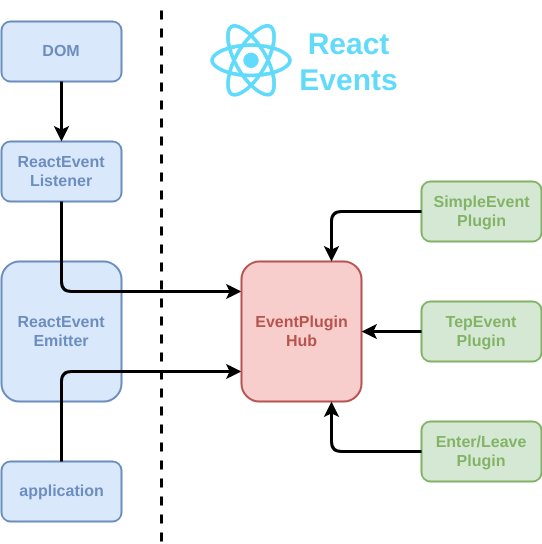 React
Events
DOM
ReactEvent
Listener
ReactEvent
Emitter
application
EventPlugin
Hub
SimpleEvent
Plugin
TepEvent
Plugin
Enter/Leave
Plugin